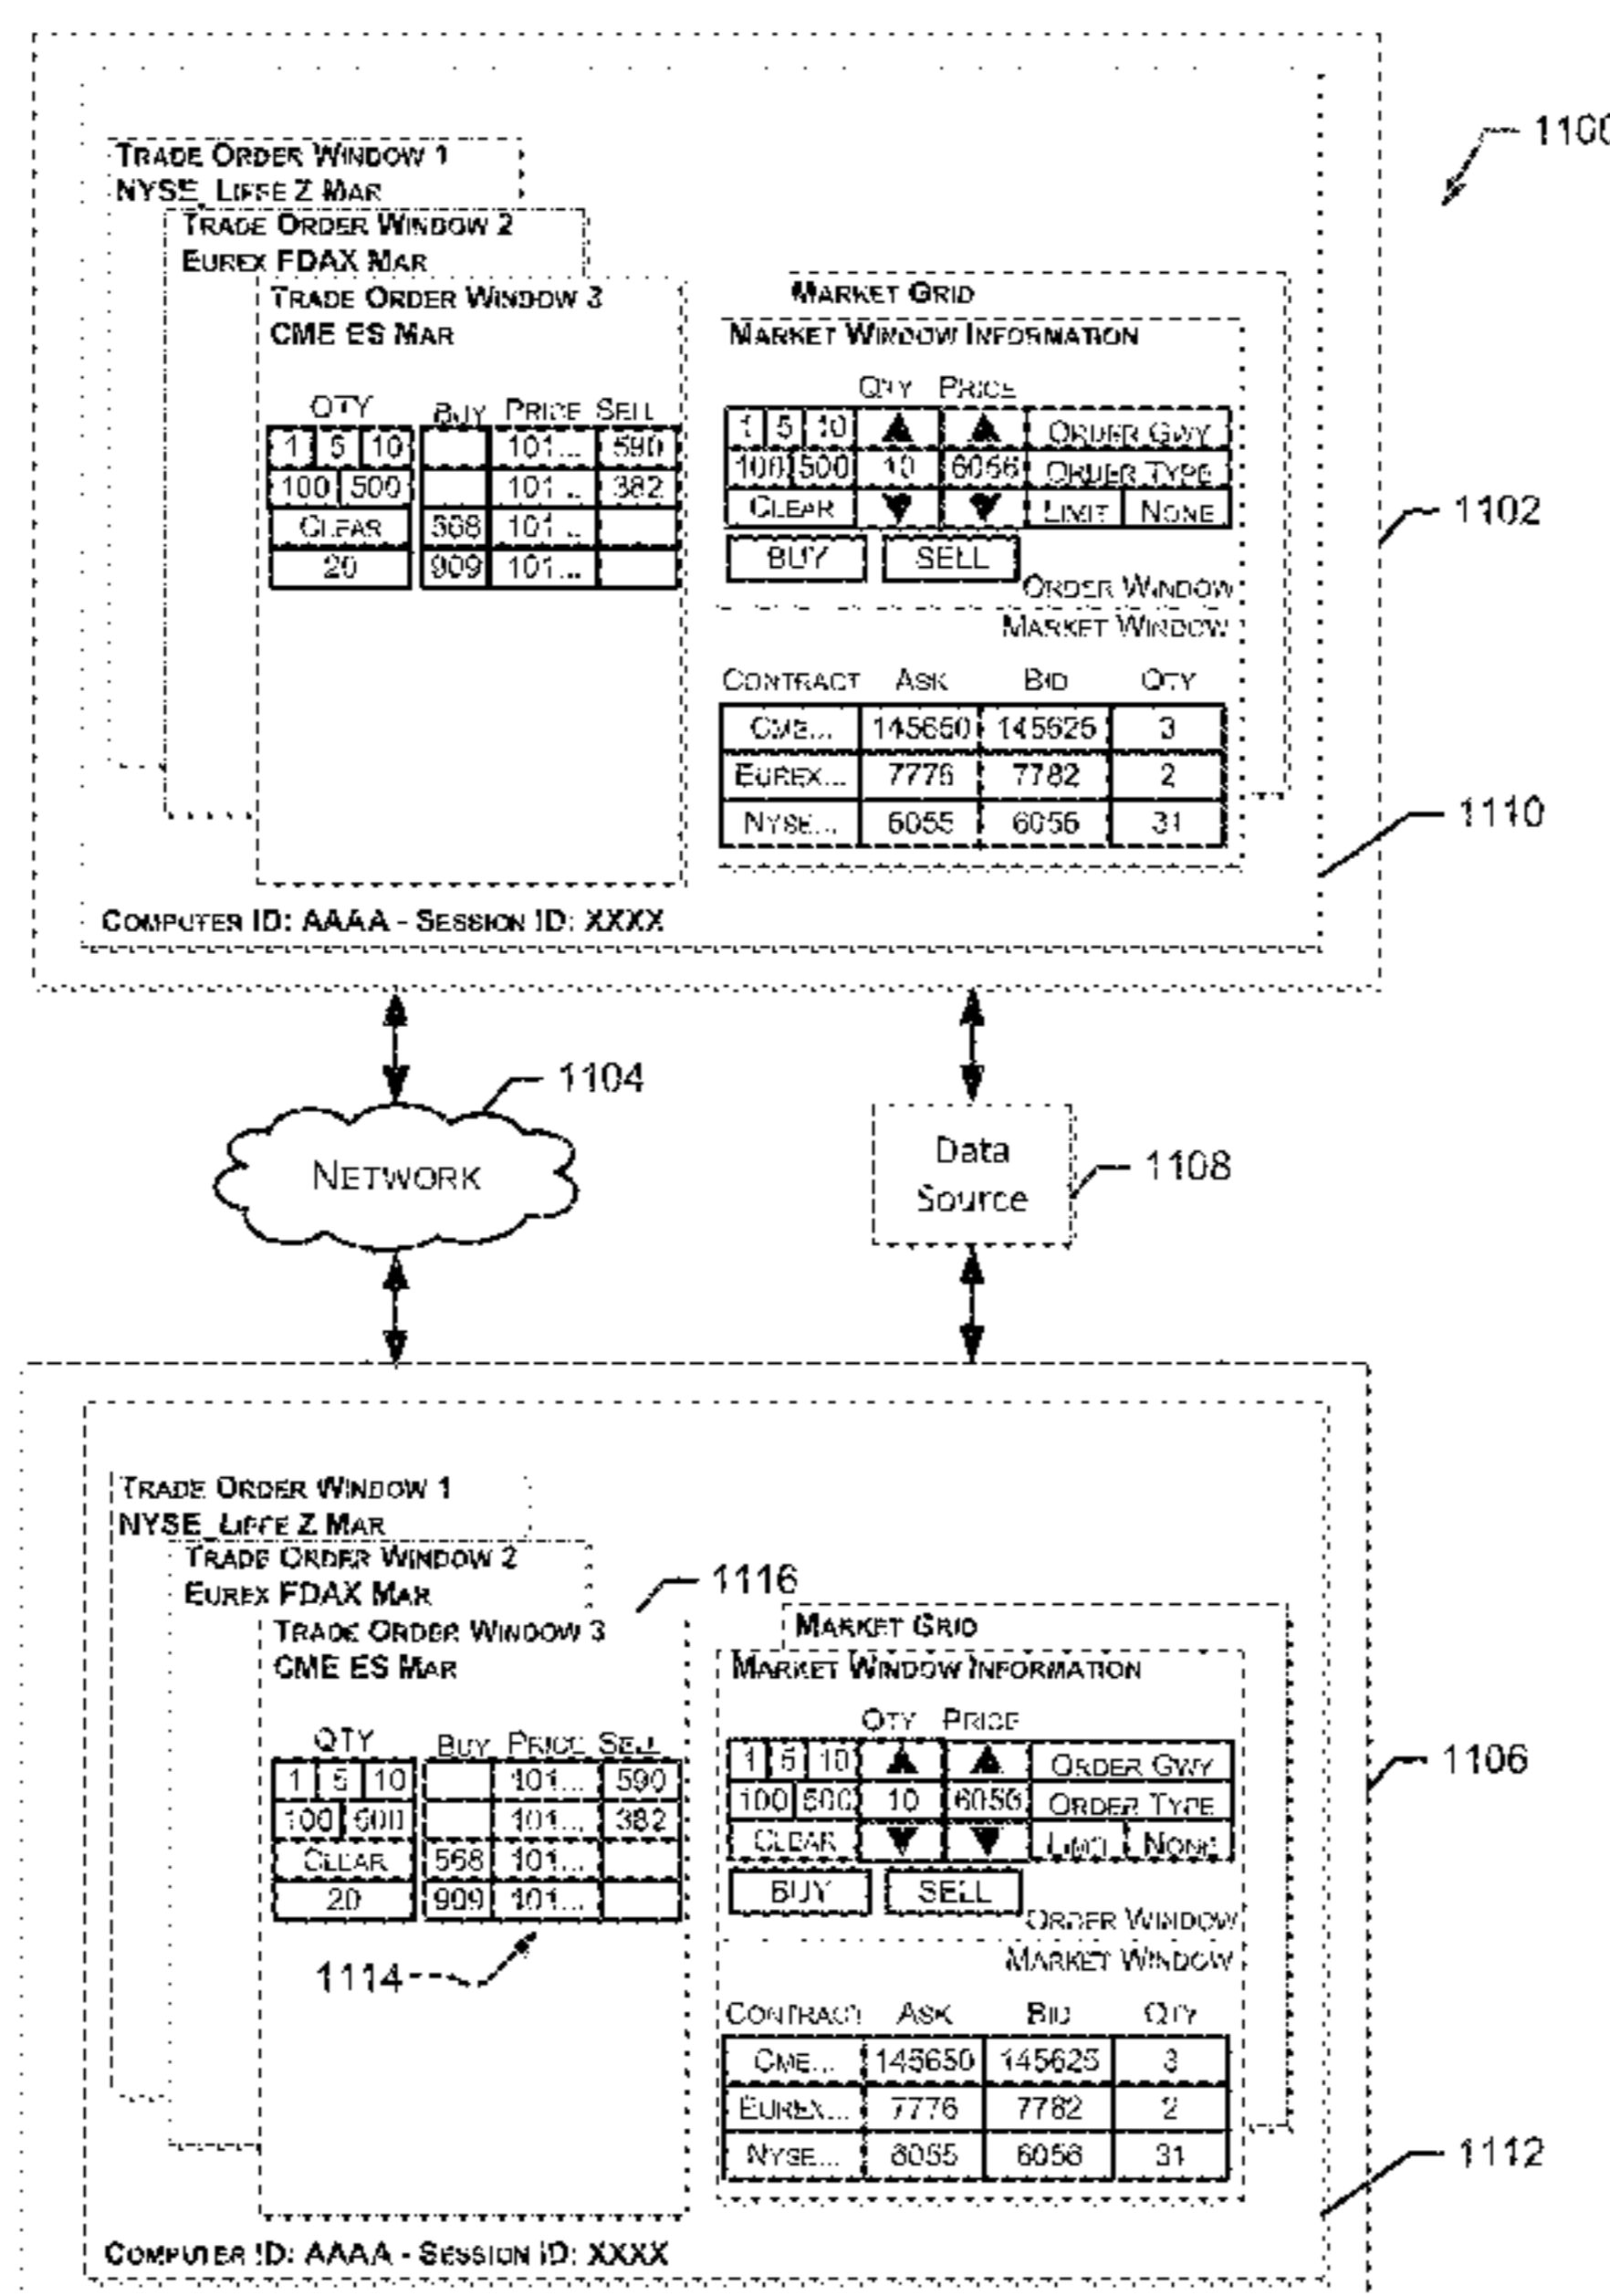 1100
TRADE ORDER WINDOW 1
NYSE_LIFFE Z MAR
TRADE ORDER WINDOW 2
EUREX FDAX MAR
TRADE ORDER WINDOW 3
CME ES MAR
QTY BUY PRICE SELL
1 5 10 101... 590
100 500 101... 382
CLEAR 568 101...
20 909 101...
MARKET GRID
MARKET WINDOW INFORMATION
QTY PRICE
1 5 10 ▲ ▲ ORDER GWY
100 500 10 6056 ORDER TYPE
CLEAR ▼ ▼ LIMIT NONE
BUY SELL
ORDER WINDOW
MARKET WINDOW
CONTRACT ASK BID QTY
CME... 145650 145625 3
EUREX... 7776 7782 2
NYSE... 6055 6056 31
COMPUTER ID: AAAA - SESSION ID: XXXX
1102
1110
1104
NETWORK
Data
Source
1108
TRADE ORDER WINDOW 1
NYSE_LIFFE Z MAR
TRADE ORDER WINDOW 2
EUREX FDAX MAR
1116
TRADE ORDER WINDOW 3
CME ES MAR
QTY BUY PRICE SELL
1 5 10 101... 590
100 500 101... 382
CLEAR 568 101...
20 909 101...
1114
MARKET GRID
MARKET WINDOW INFORMATION
QTY PRICE
1 5 10 ▲ ▲ ORDER GWY
100 500 10 6056 ORDER TYPE
CLEAR ▼ ▼ LIMIT NONE
BUY SELL
ORDER WINDOW
MARKET WINDOW
CONTRACT ASK BID QTY
CME... 145650 145625 3
EUREX... 7776 7782 2
NYSE... 6055 6056 31
COMPUTER ID: AAAA - SESSION ID: XXXX
1106
1112